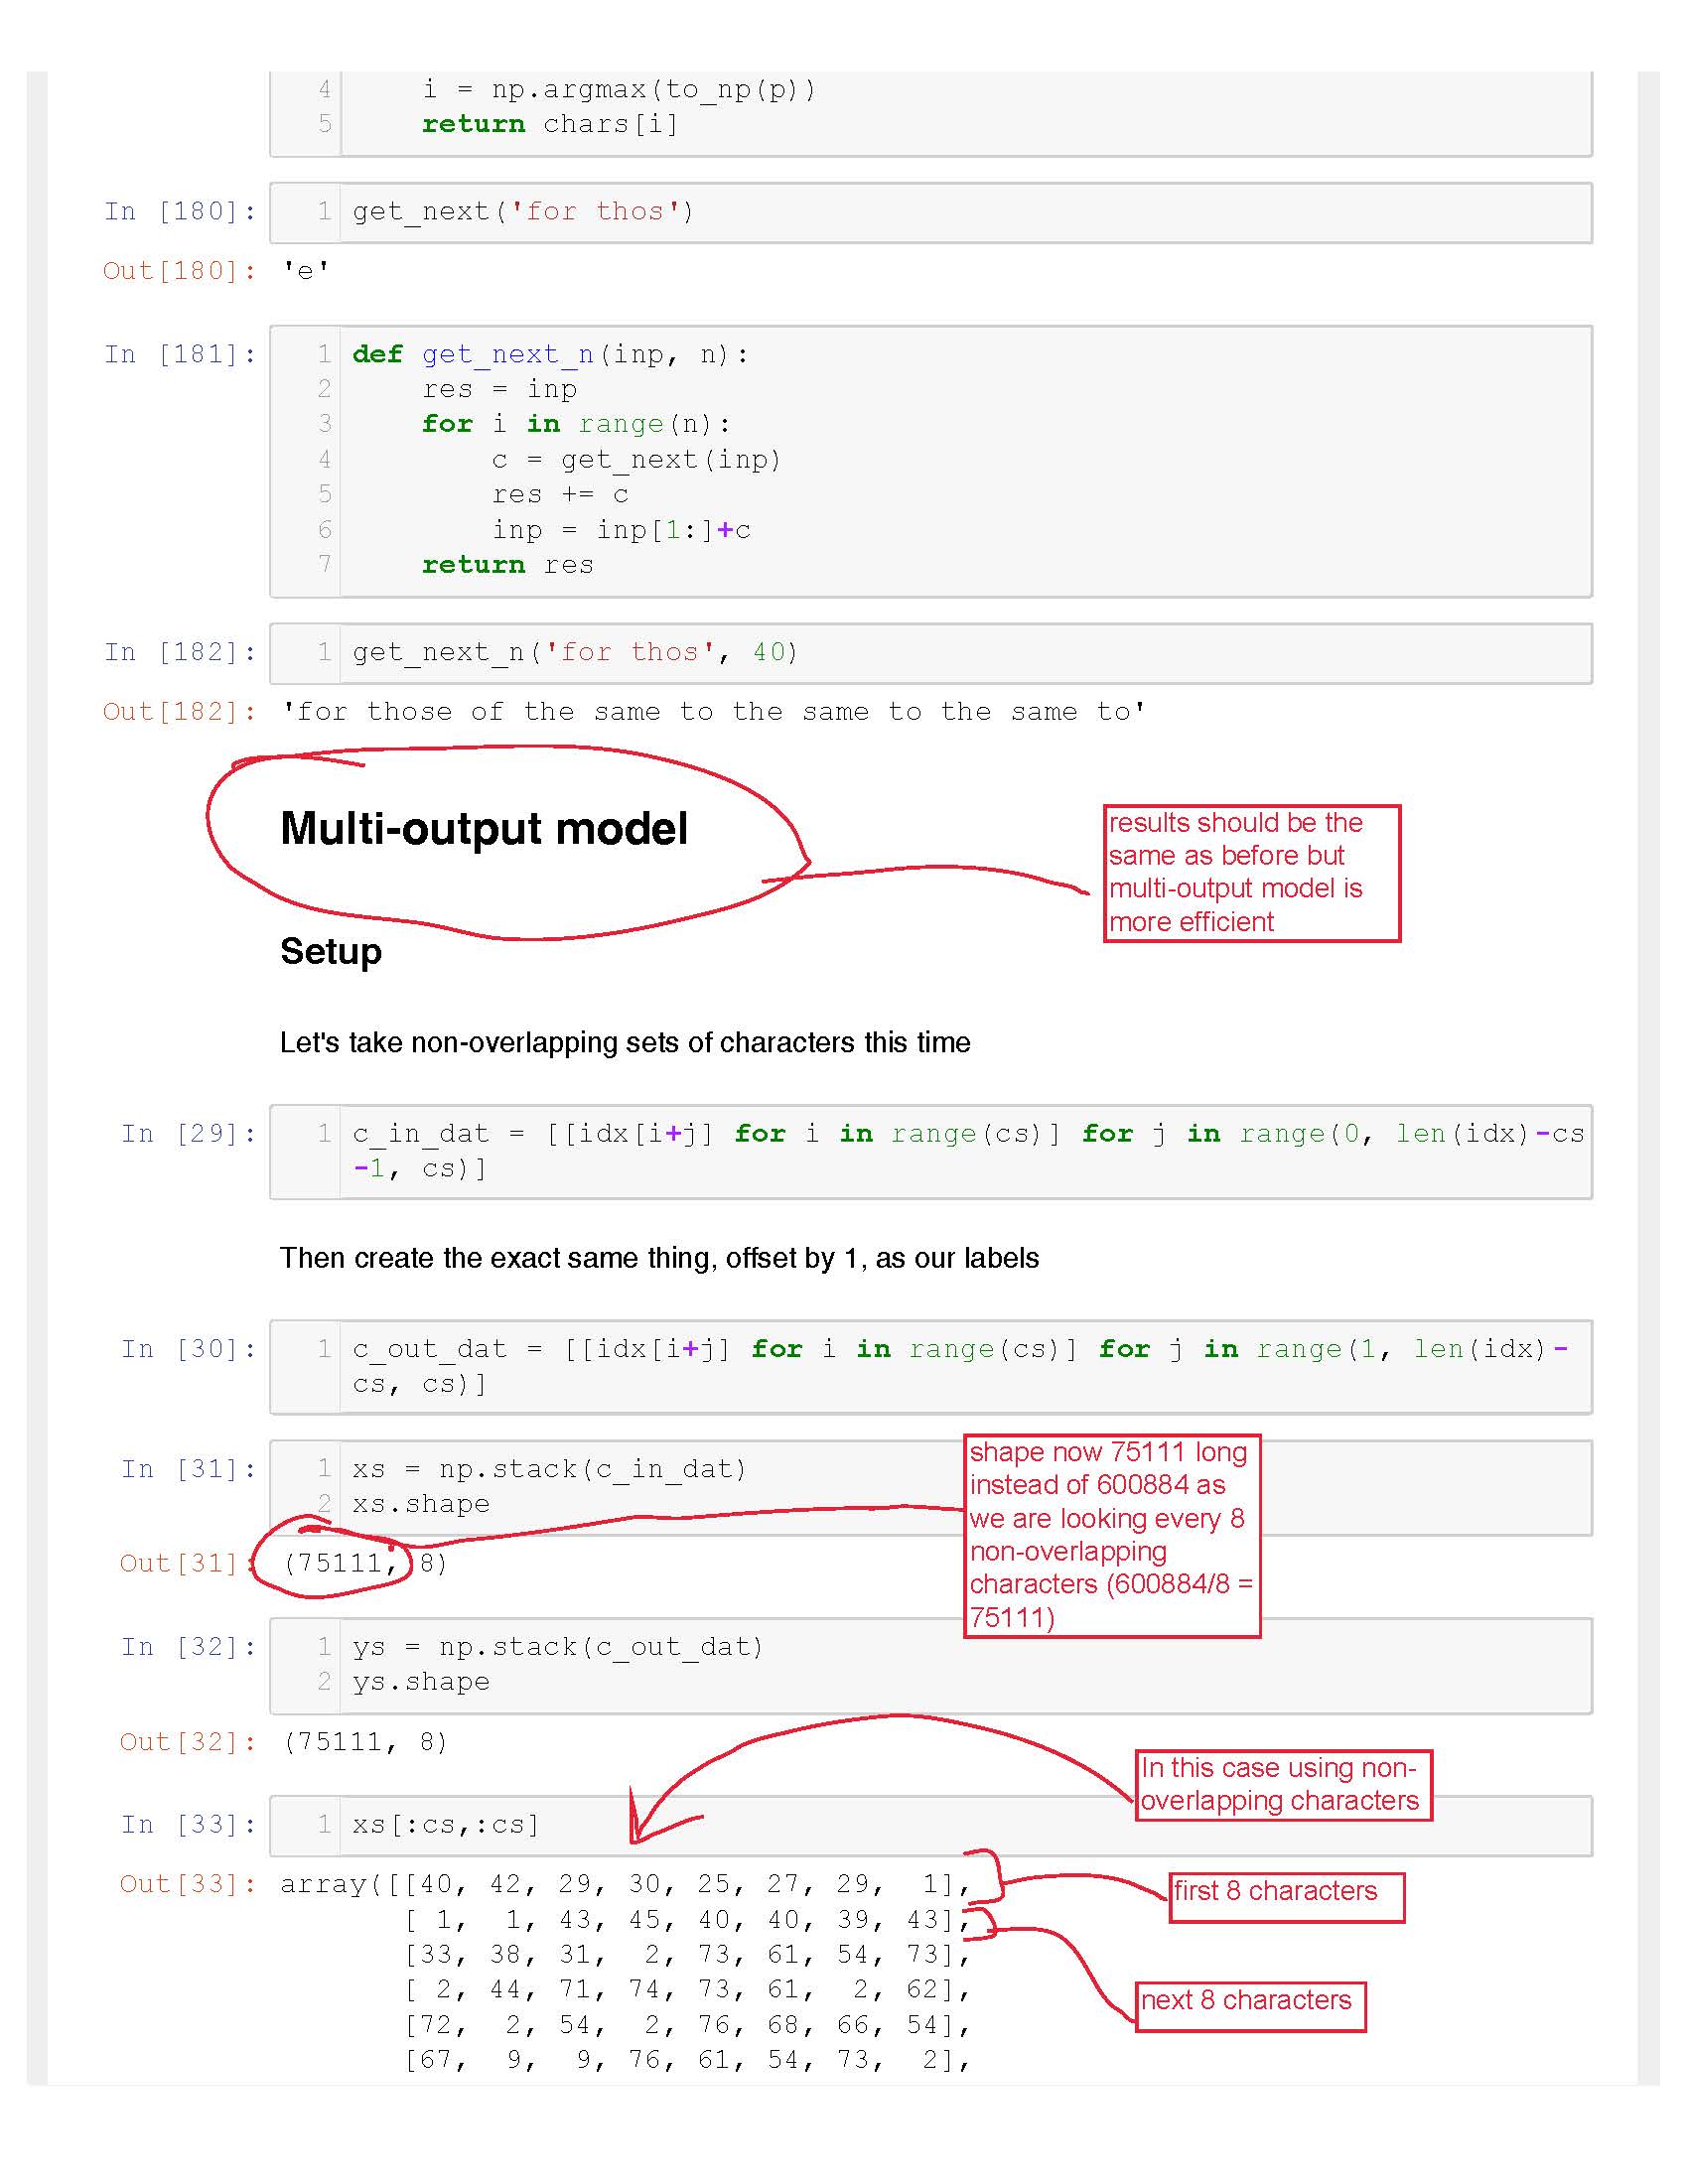 4 i = np.argmax(to_np(p))
5 return chars[i]
In [180]: 1 get_next('for thos')
Out[180]: 'e'
In [181]: 1 def get_next_n(inp, n):
2 res = inp
3 for i in range(n):
4 c = get_next(inp)
5 res += c
6 inp = inp[1:]+c
7 return res
In [182]: 1 get_next_n('for thos', 40)
Out[182]: 'for those of the same to the same to the same to'
Multi-output model
results should be the
same as before but
multi-output model is
more efficient
Setup
Let's take non-overlapping sets of characters this time
In [29]: 1 c_in_dat = [[idx[i+j] for i in range(cs)] for j in range(0, len(idx)-cs
-1, cs)]
Then create the exact same thing, offset by 1, as our labels
In [30]: 1 c_out_dat = [[idx[i+j] for i in range(cs)] for j in range(1, len(idx)-
cs, cs)]
In [31]: 1 xs = np.stack(c_in_dat)
2 xs.shape
shape now 75111 long
instead of 600884 as
we are looking every 8
non-overlapping
characters (600884/8 =
75111)
Out[31]: (75111, 8)
In [32]: 1 ys = np.stack(c_out_dat)
2 ys.shape
Out[32]: (75111, 8)
In this case using non-
overlapping characters
In [33]: 1 xs[:cs,:cs]
Out[33]: array([[40, 42, 29, 30, 25, 27, 29, 1],
first 8 characters
[ 1, 1, 43, 45, 40, 40, 39, 43],
[33, 38, 31, 2, 73, 61, 54, 73],
[ 2, 44, 71, 74, 73, 61, 2, 62],
next 8 characters
[72, 2, 54, 2, 76, 68, 66, 54],
[67, 9, 9, 76, 61, 54, 73, 2],